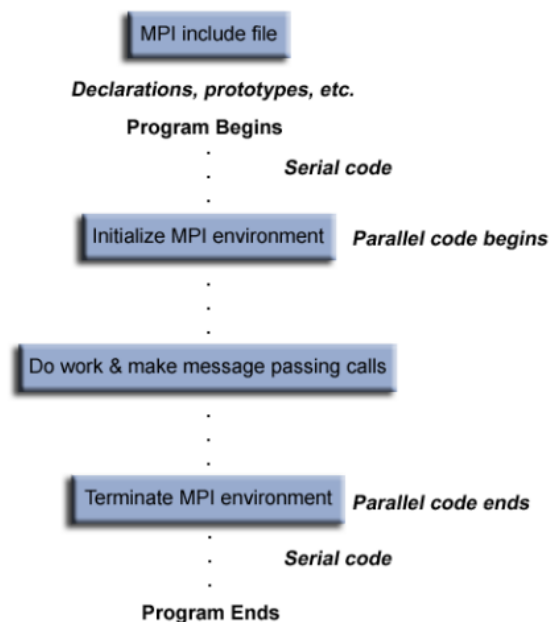 MPI include file
Declarations, prototypes, etc.
Program Begins
Serial code
Initialize MPI environment
Parallel code begins
Do work & make message passing calls
Terminate MPI environment
Parallel code ends
Serial code
Program Ends